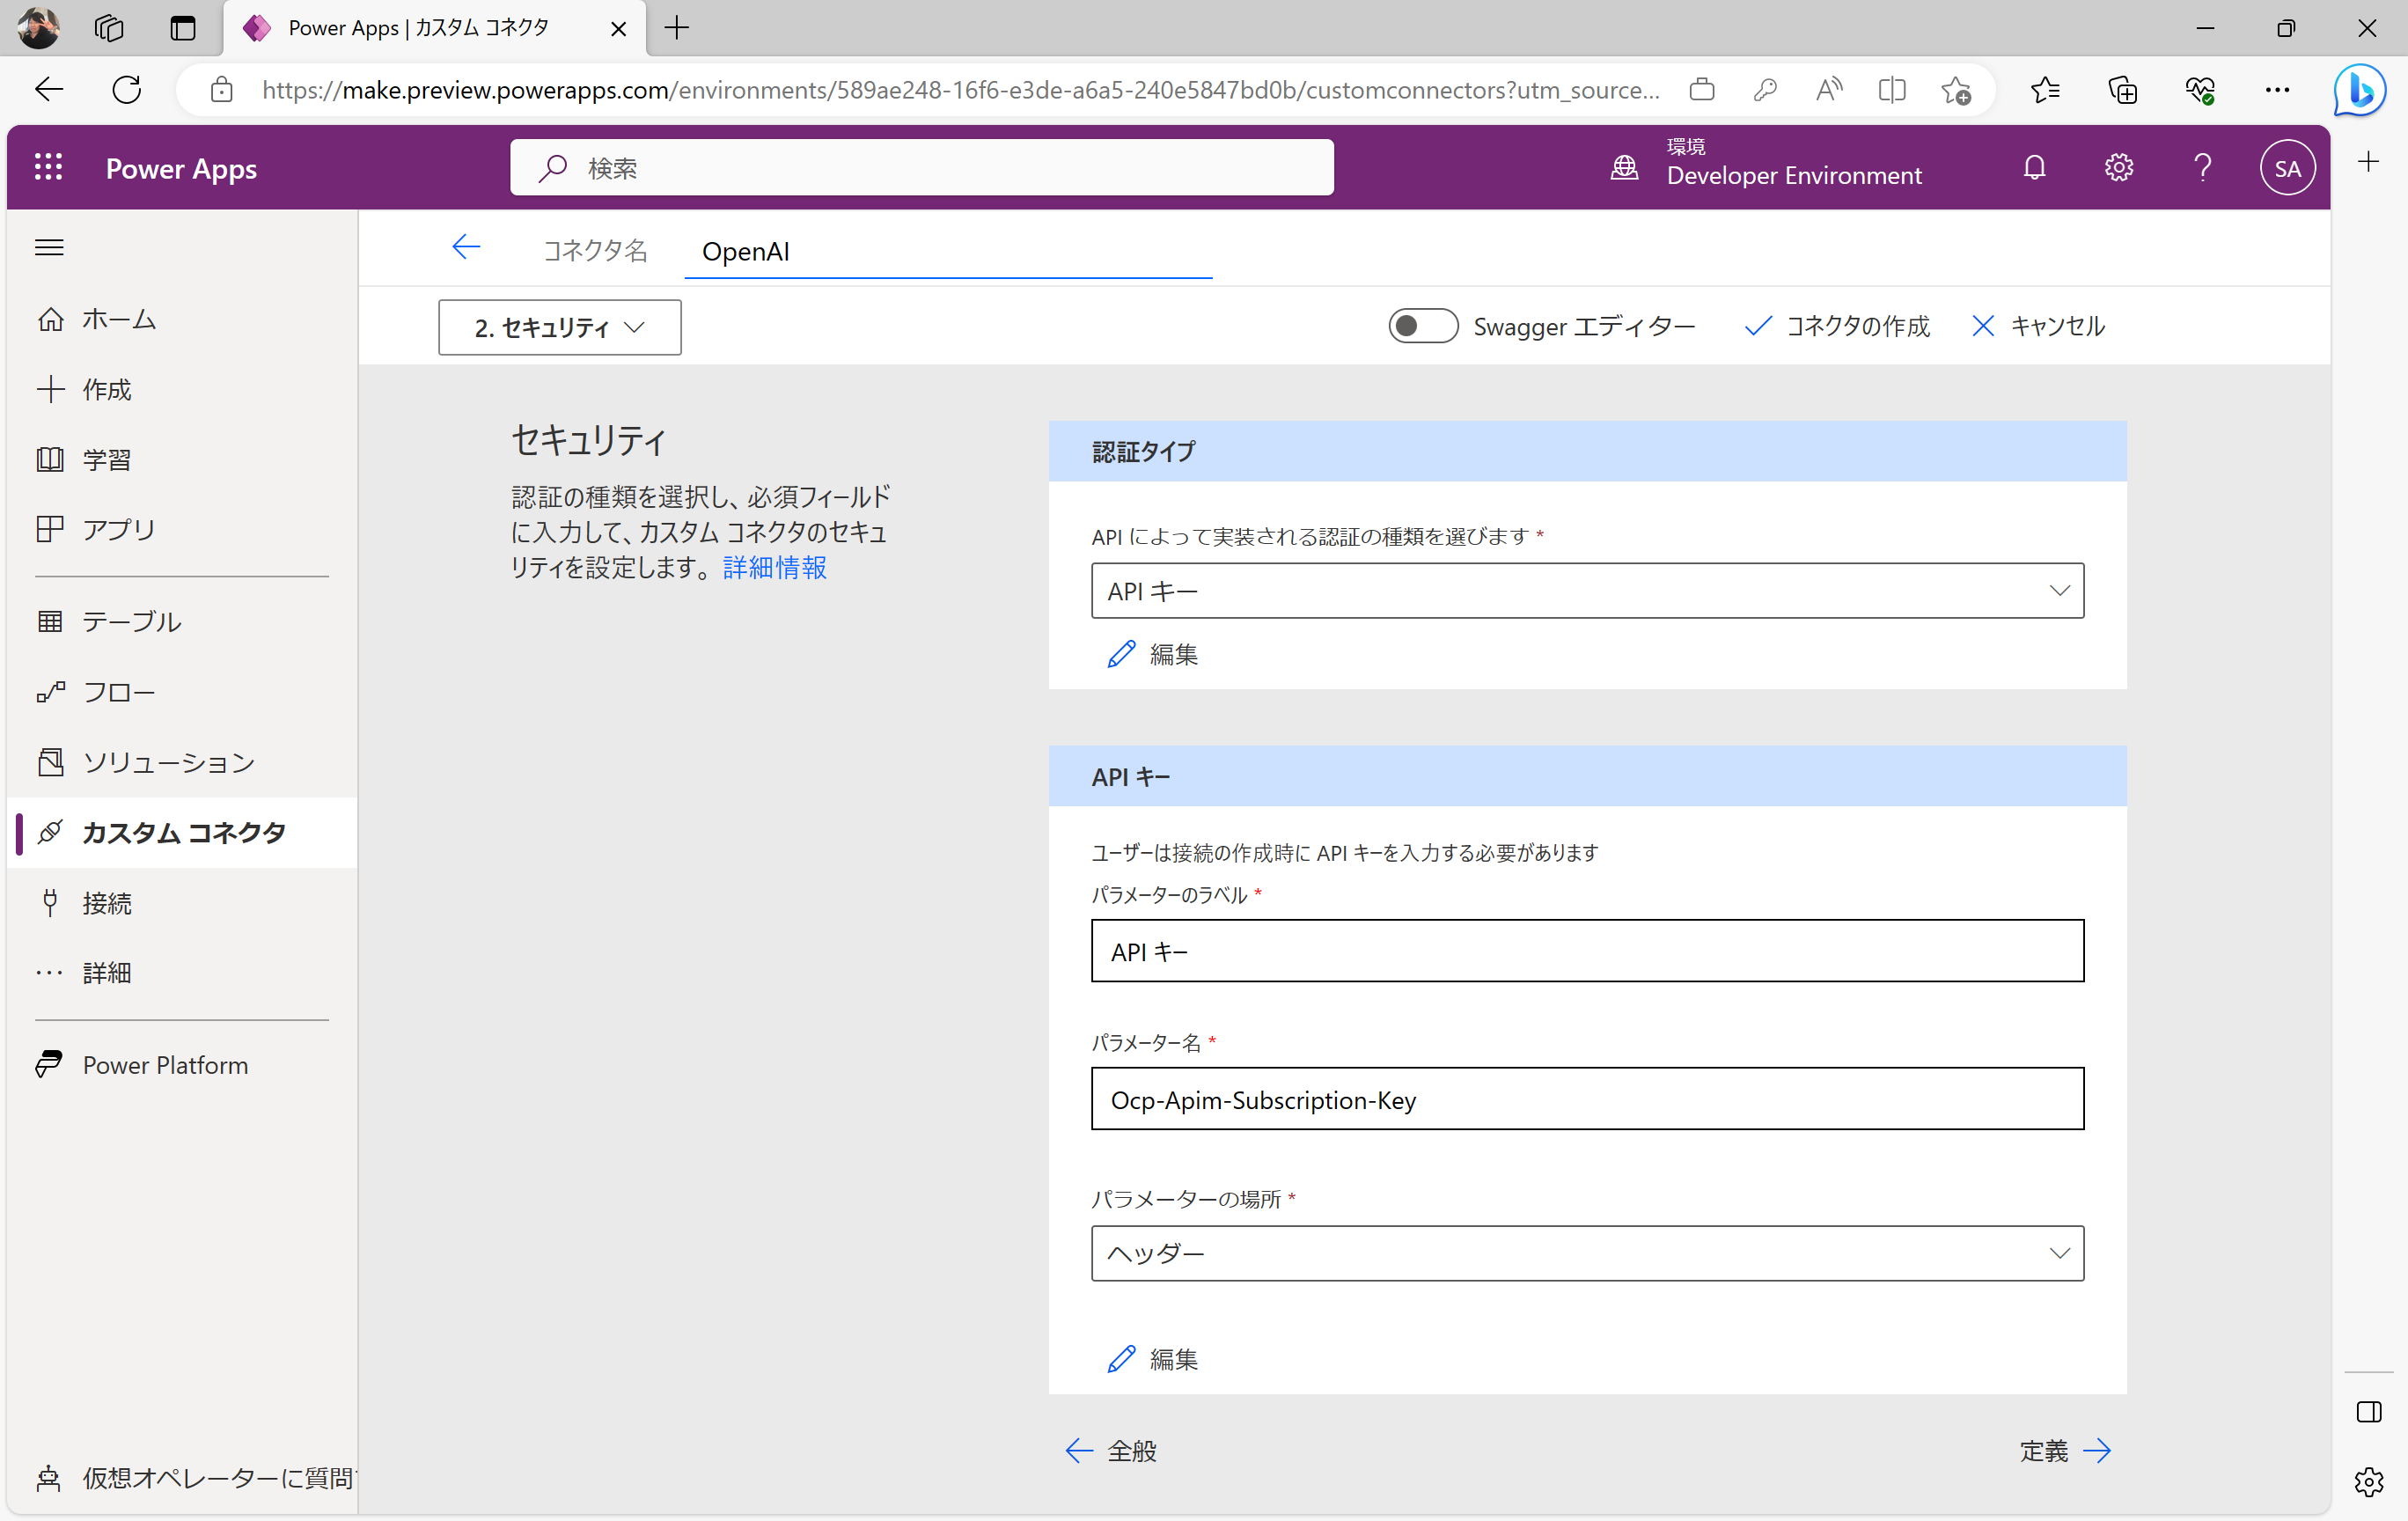 Power Apps | カスタム コネクタ
https://make.preview.powerapps.com/environments/589ae248-16f6-e3de-a6a5-240e5847bd0b/customconnectors?utm_source...
Power Apps
検索
環境
Developer Environment
SA
コネクタ名
OpenAI
2. セキュリティ
Swagger エディター
コネクタの作成
キャンセル
ホーム
作成
学習
アプリ
テーブル
フロー
ソリューション
カスタム コネクタ
接続
詳細
Power Platform
仮想オペレーターに質問
セキュリティ
認証の種類を選択し、必須フィールド
に入力して、カスタム コネクタのセキュ
リティを設定します。 詳細情報
認証タイプ
API によって実装される認証の種類を選びます *
API キー
編集
API キー
ユーザーは接続の作成時に API キーを入力する必要があります
パラメーターのラベル *
API キー
パラメーター名 *
Ocp-Apim-Subscription-Key
パラメーターの場所 *
ヘッダー
編集
全般
定義